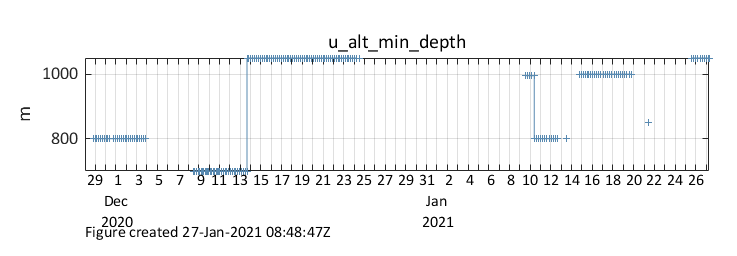 u_alt_min_depth
1000
800
m
29 1 3 5 7 9 11 13 15 17 19 21 23 25 27 29 31 2 4 6 8 10 12 14 16 18 20 22 24 26
Dec Jan
2020 2021
Figure created 27-Jan-2021 08:48:47Z